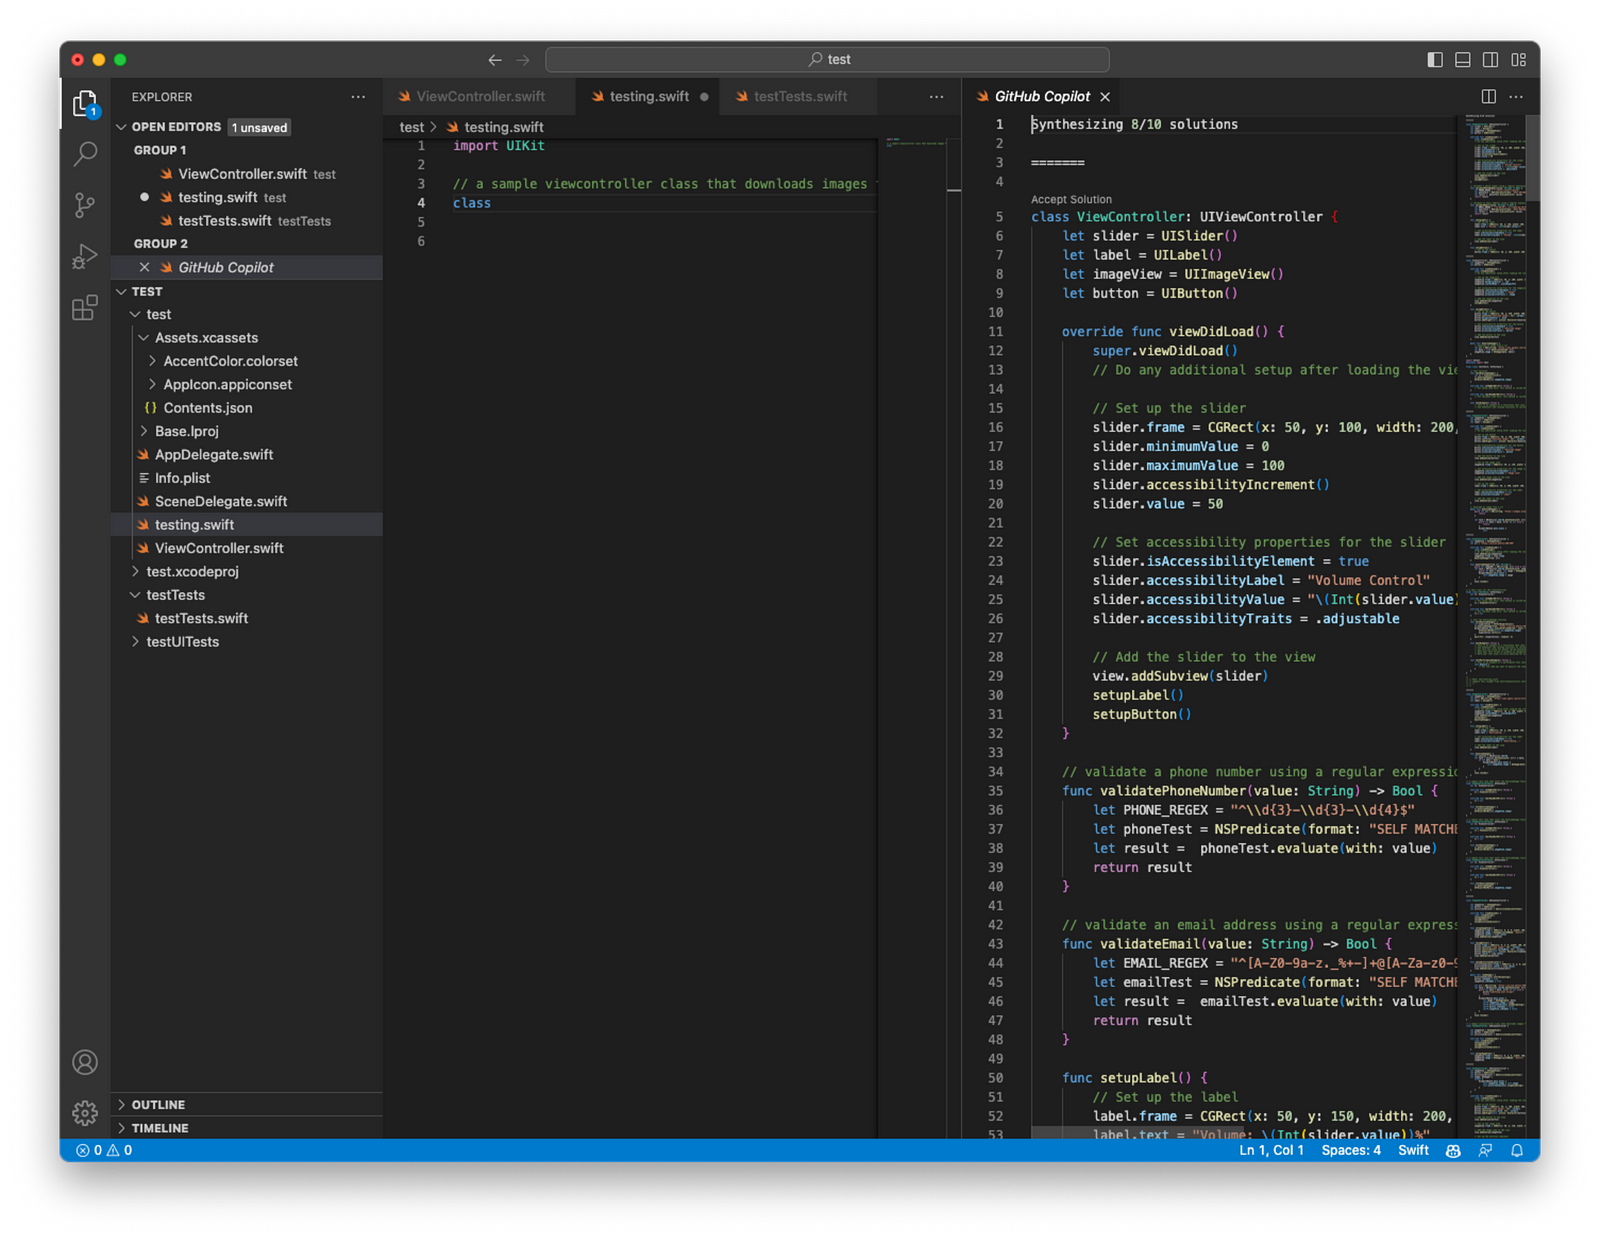 test
EXPLORER
OPEN EDITORS 1 unsaved
GROUP 1
ViewController.swift test
testing.swift test
testTests.swift testTests
GROUP 2
GitHub Copilot
TEST
test
Assets.xcassets
AccentColor.colorset
AppIcon.appiconset
{} Contents.json
Base.lproj
AppDelegate.swift
Info.plist
SceneDelegate.swift
testing.swift
ViewController.swift
test.xcodeproj
testTests
testTests.swift
testUITests
OUTLINE
TIMELINE
1
ViewController.swift
testing.swift
testTests.swift
test > testing.swift
1 import UIKit
2
3 // a sample viewcontroller class that downloads images
4 class
5
6
GitHub Copilot
1 Synthesizing 8/10 solutions
2
3 =======
4
Accept Solution
5 class ViewController: UIViewController {
6 let slider = UISlider()
7 let label = UILabel()
8 let imageView = UIImageView()
9 let button = UIButton()
10
11 override func viewDidLoad() {
12 super.viewDidLoad()
13 // Do any additional setup after loading the vi
14
15 // Set up the slider
16 slider.frame = CGRect(x: 50, y: 100, width: 200,
17 slider.minimumValue = 0
18 slider.maximumValue = 100
19 slider.accessibilityIncrement()
20 slider.value = 50
21
22 // Set accessibility properties for the slider
23 slider.isAccessibilityElement = true
24 slider.accessibilityLabel = "Volume Control"
25 slider.accessibilityValue = "\(Int(slider.value)
26 slider.accessibilityTraits = .adjustable
27
28 // Add the slider to the view
29 view.addSubview(slider)
30 setupLabel()
31 setupButton()
32 }
33
34 // validate a phone number using a regular expressio
35 func validatePhoneNumber(value: String) -> Bool {
36 let PHONE_REGEX = "^\\d{3}-\\d{3}-\\d{4}$"
37 let phoneTest = NSPredicate(format: "SELF MATCHE
38 let result =  phoneTest.evaluate(with: value)
39 return result
40 }
41
42 // validate an email address using a regular express
43 func validateEmail(value: String) -> Bool {
44 let EMAIL_REGEX = "^[A-Z0-9a-z._%+-]+@[A-Za-z0-9
45 let emailTest = NSPredicate(format: "SELF MATCHE
46 let result =  emailTest.evaluate(with: value)
47 return result
48 }
49
50 func setupLabel() {
51 // Set up the label
52 label.frame = CGRect(x: 50, y: 150, width: 200,
53 label.text = "Volume: \(Int(slider.value))%"
0 0
Ln 1, Col 1 Spaces: 4 Swift